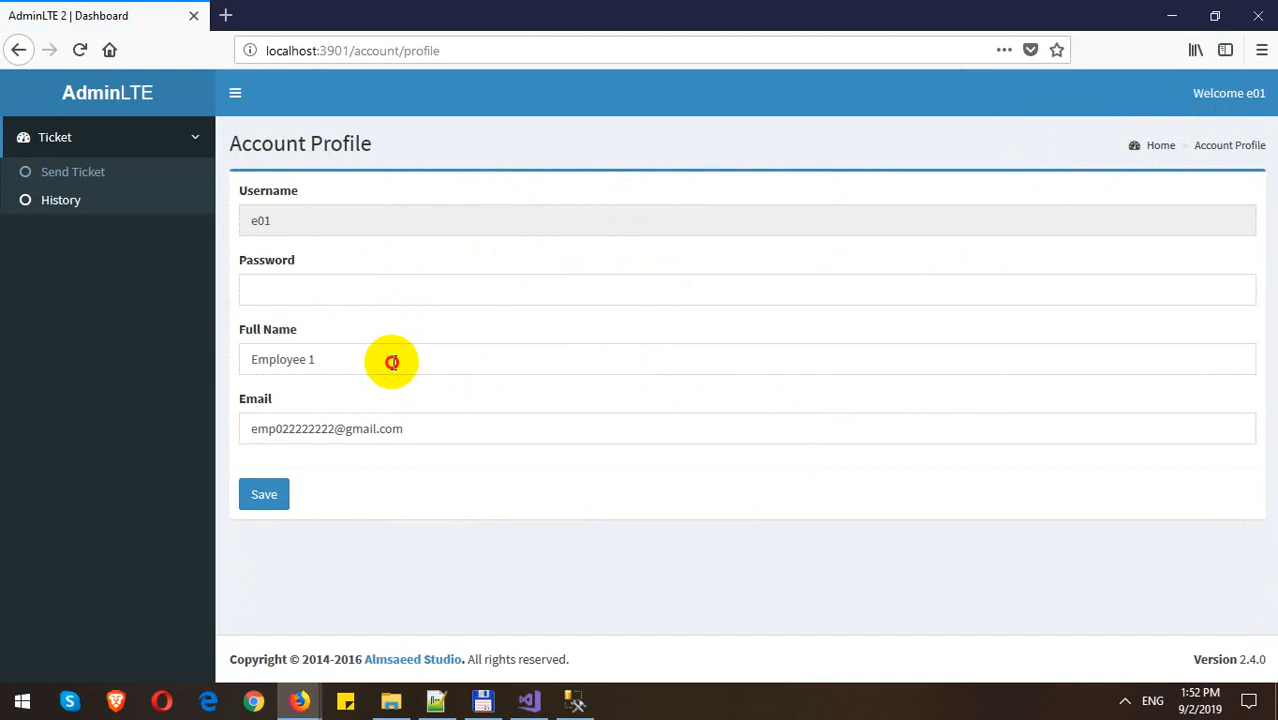 AdminLTE 2 | Dashboard
localhost:3901/account/profile
AdminLTE
Welcome e01
Ticket
Send Ticket
History
Account Profile
Home > Account Profile
Username
e01
Password
Full Name
Employee 1
Email
emp022222222@gmail.com
Save
Copyright © 2014-2016 Almsaeed Studio. All rights reserved.
Version 2.4.0
ENG
1:52 PM
9/2/2019